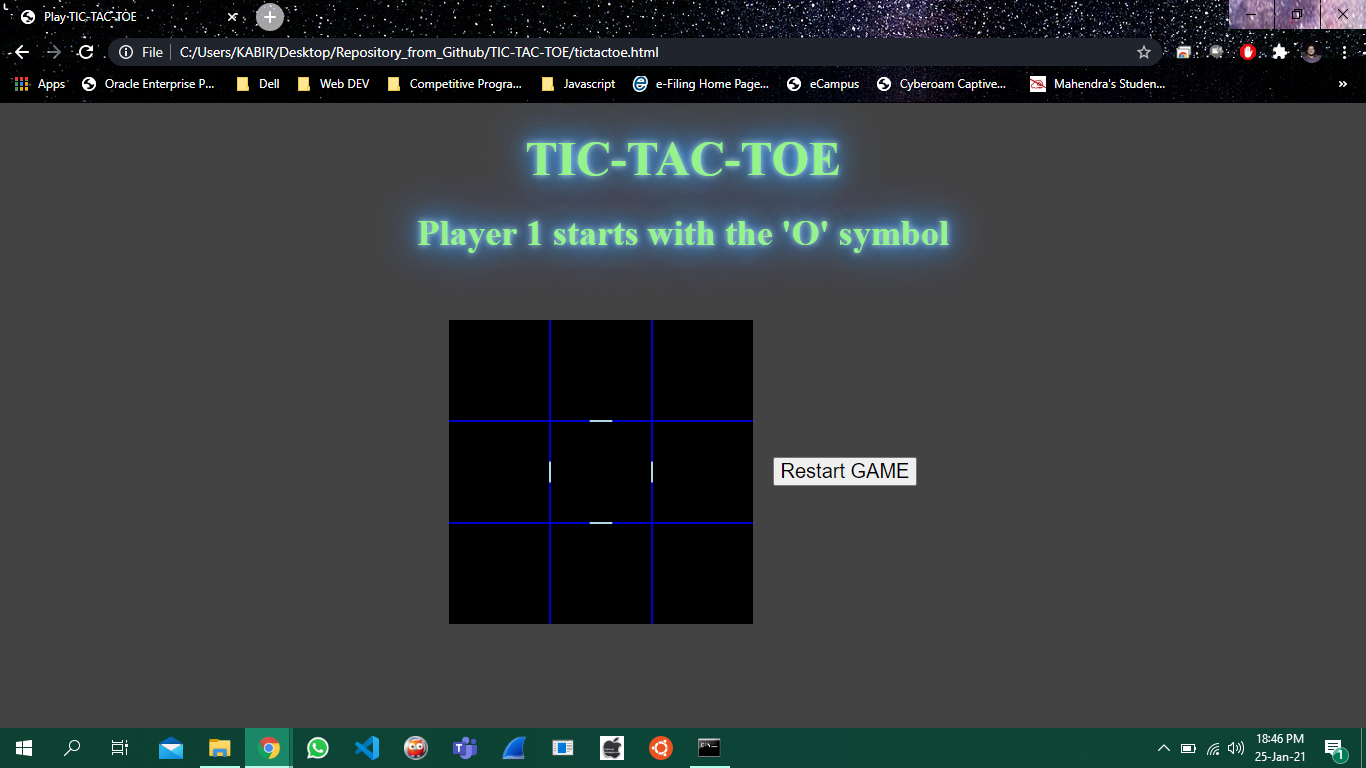 Play TIC-TAC-TOE
File C:/Users/KABIR/Desktop/Repository_from_Github/TIC-TAC-TOE/tictactoe.html
Apps Oracle Enterprise P... Dell Web DEV Competitive Progra... Javascript e-Filing Home Page... eCampus Cyberoam Captive... Mahendra's Studen... »
TIC-TAC-TOE
Player 1 starts with the 'O' symbol
Restart GAME
18:46 PM
25-Jan-21
1